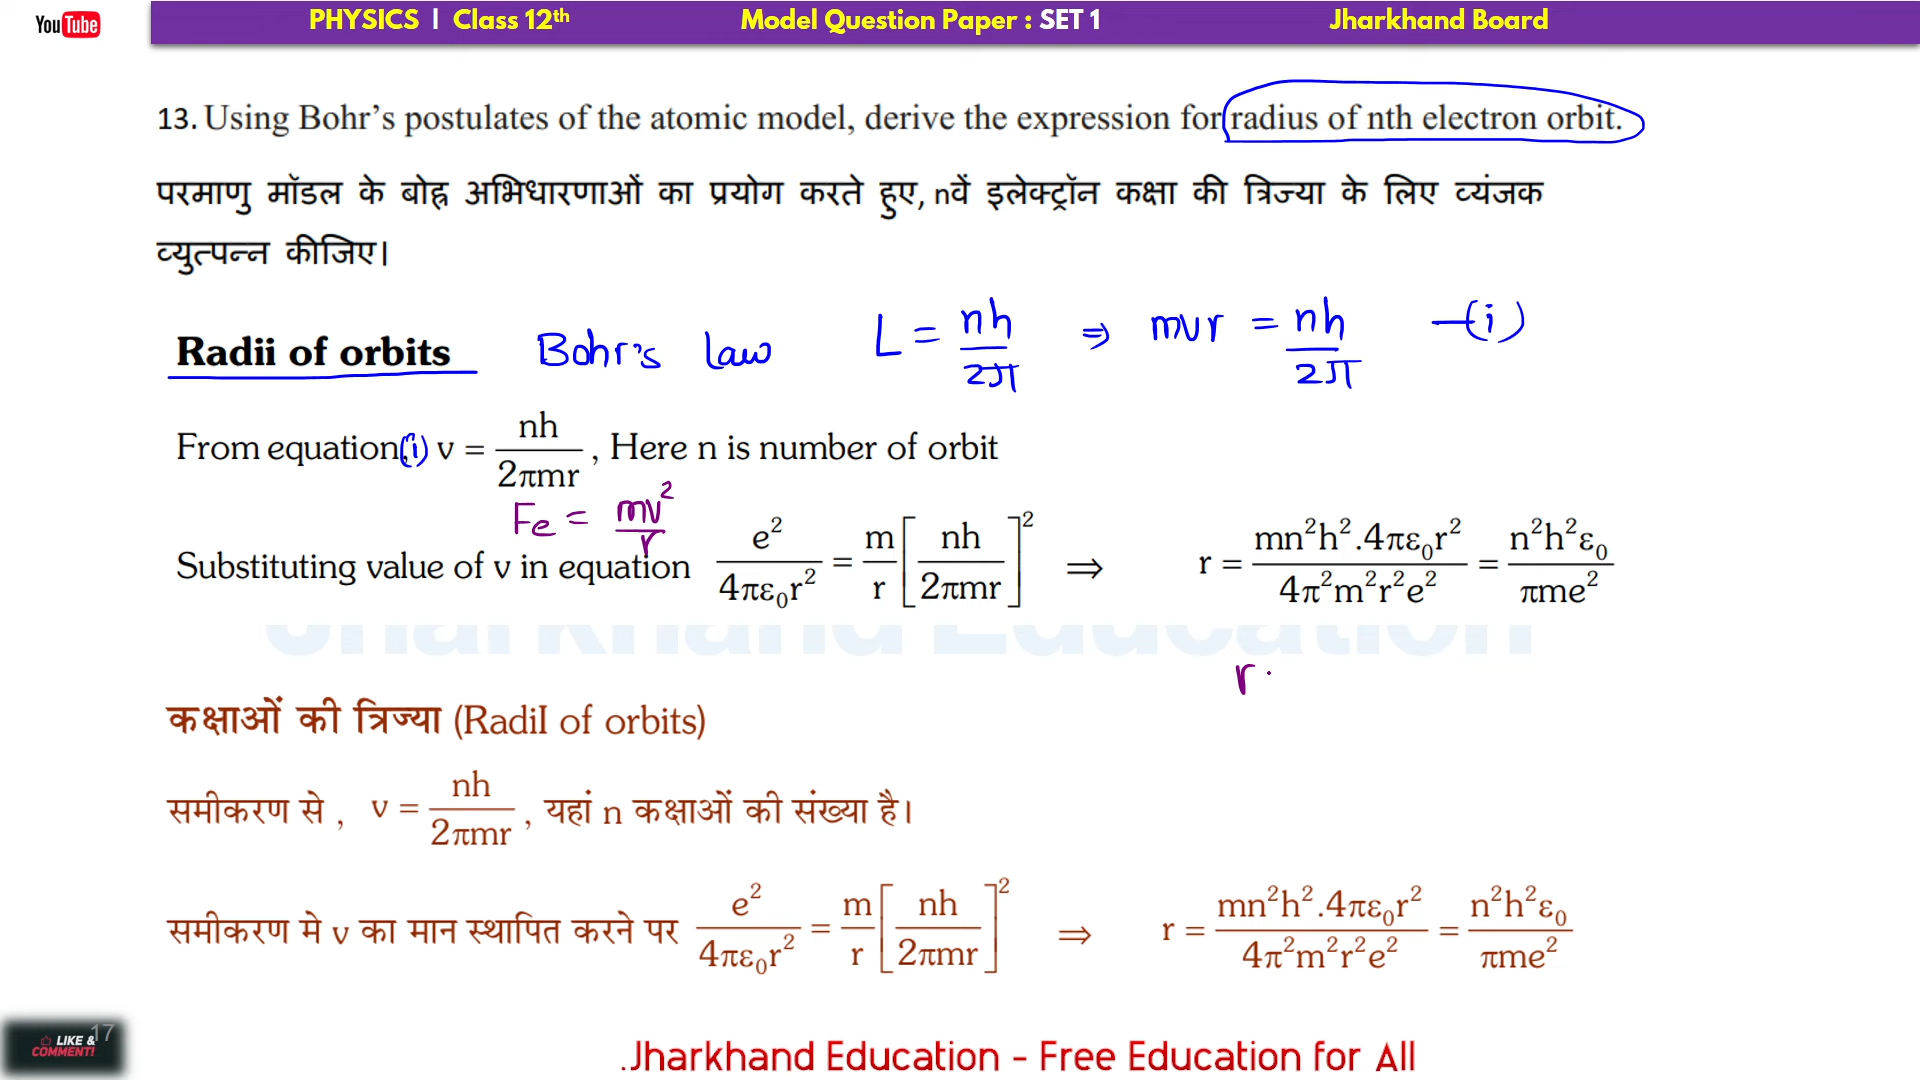 YouTube
PHYSICS | Class 12th Model Question Paper : SET 1 Jharkhand Board
13. Using Bohr's postulates of the atomic model, derive the expression for radius of nth electron orbit.
परमाणु मॉडल के बोह्र अभिधारणाओं का प्रयोग करते हुए, nवें इलेक्ट्रॉन कक्षा की त्रिज्या के लिए व्यंजक
व्युत्पन्न कीजिए।
Radii of orbits Bohr's law L = nh/2π ⇒ mvr = nh/2π —(i)
From equation, (i) v = nh/2πmr , Here n is number of orbit
Fe = mv²/r
Substituting value of v in equation e²/4πε₀r² = m/r [nh/2πmr]² ⇒ r = mn²h².4πε₀r²/4π²m²r²e² = n²h²ε₀/πme²
Jharkhand Education
r
कक्षाओं की त्रिज्या (RadiI of orbits)
समीकरण से , v = nh/2πmr , यहां n कक्षाओं की संख्या है।
समीकरण मे v का मान स्थापित करने पर e²/4πε₀r² = m/r [nh/2πmr]² ⇒ r = mn²h².4πε₀r²/4π²m²r²e² = n²h²ε₀/πme²
17
LIKE &
COMMENT!
.Jharkhand Education - Free Education for All